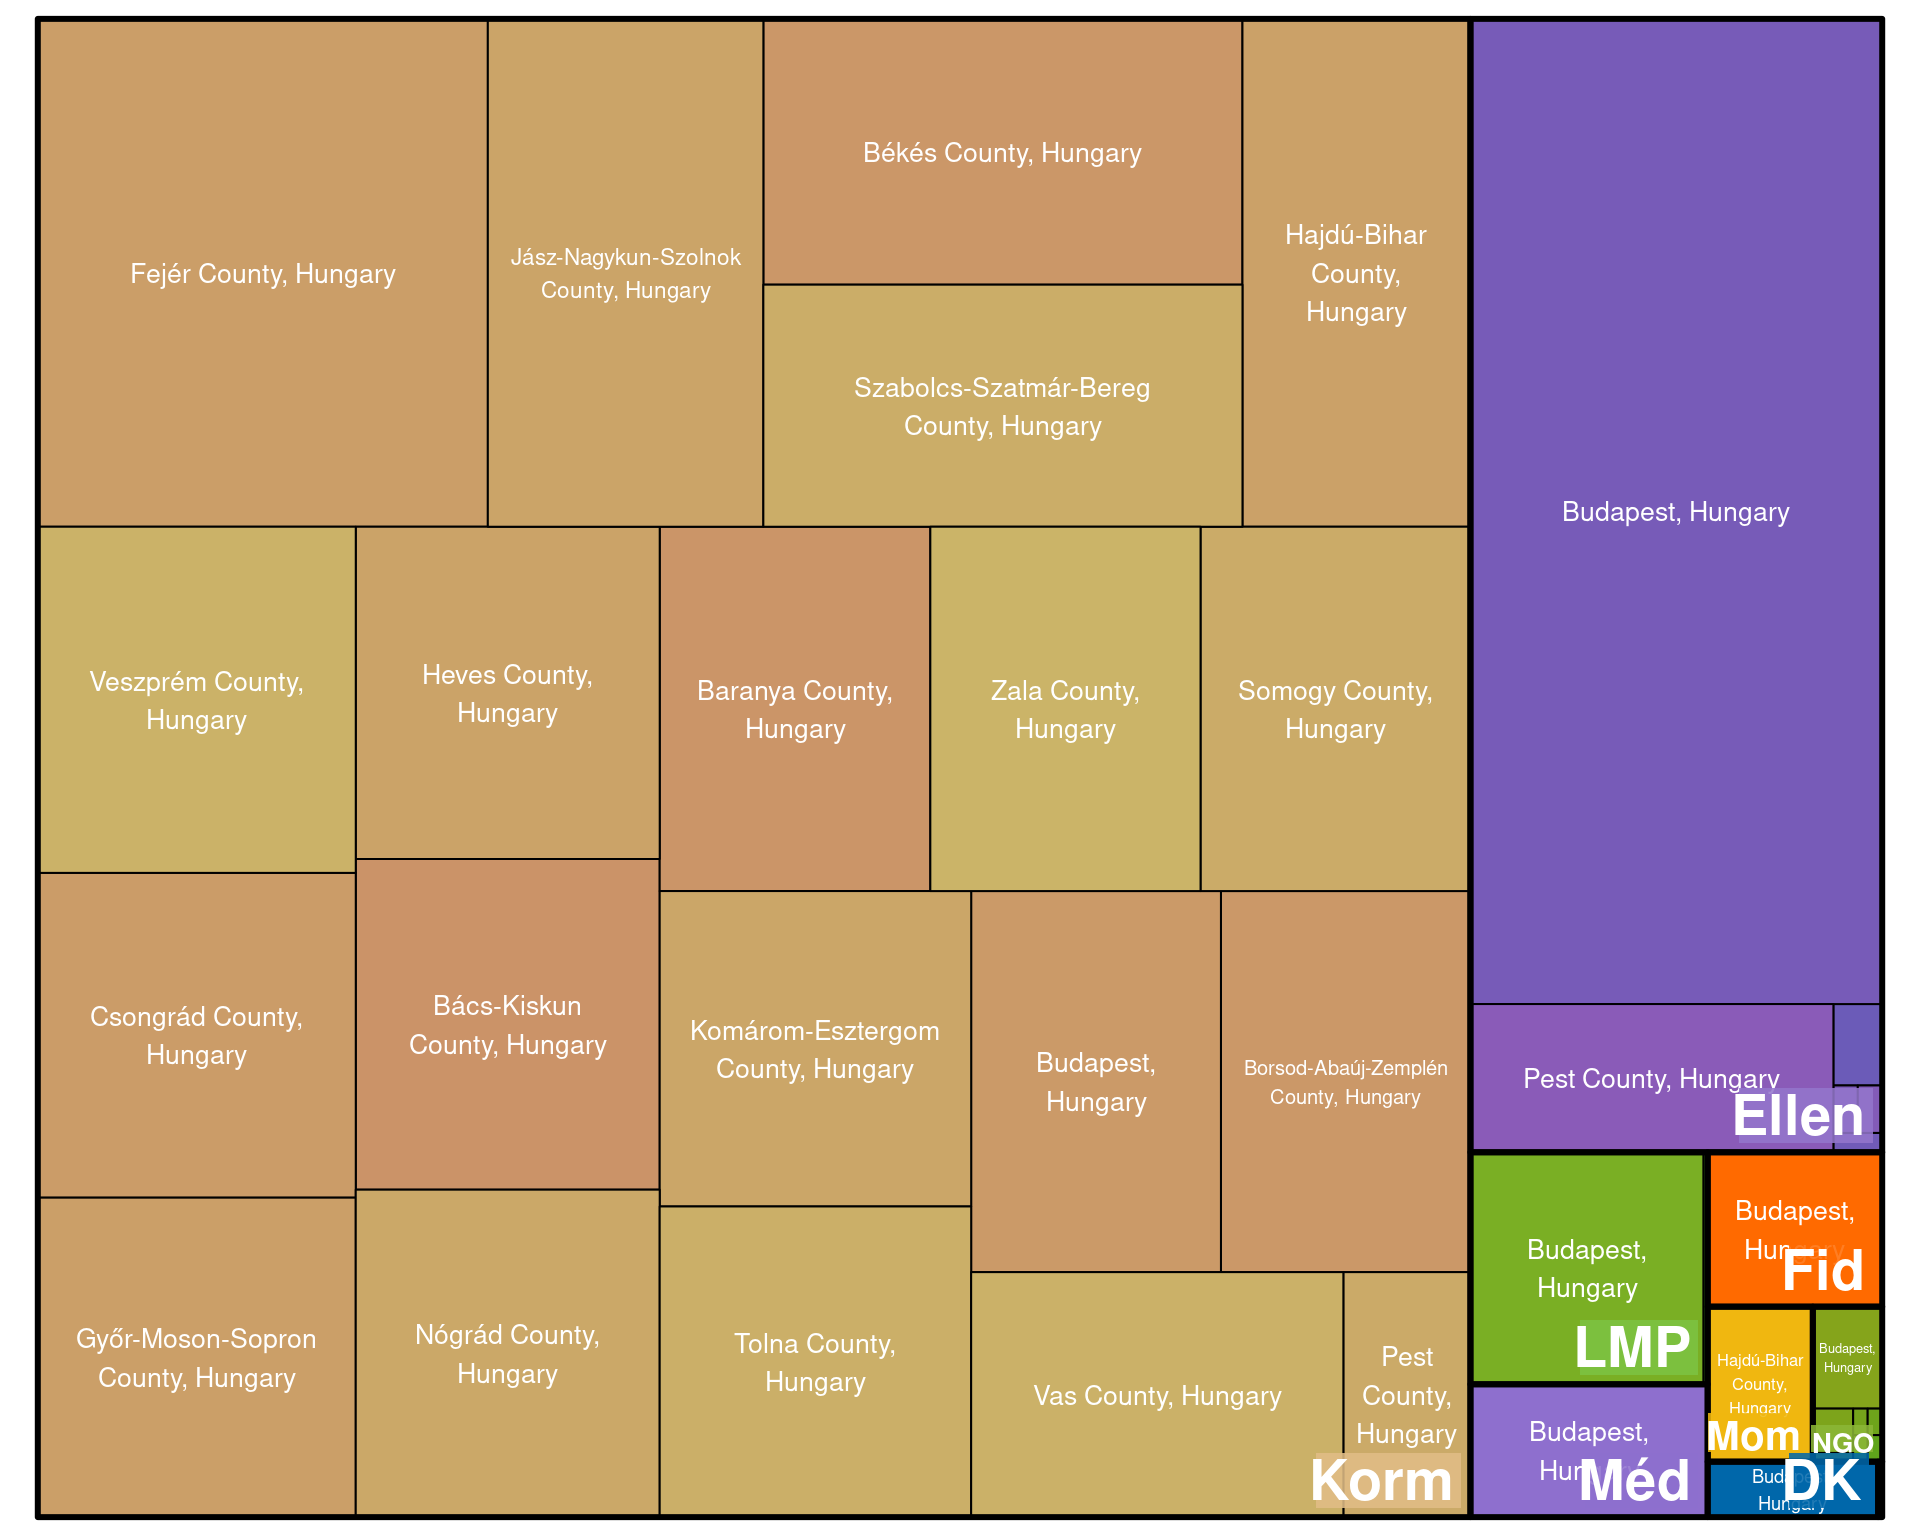 Fejér County, Hungary
Jász-Nagykun-Szolnok
County, Hungary
Békés County, Hungary
Szabolcs-Szatmár-Bereg
County, Hungary
Hajdú-Bihar
County,
Hungary
Veszprém County,
Hungary
Heves County,
Hungary
Baranya County,
Hungary
Zala County,
Hungary
Somogy County,
Hungary
Csongrád County,
Hungary
Bács-Kiskun
County, Hungary
Komárom-Esztergom
County, Hungary
Budapest,
Hungary
Borsod-Abaúj-Zemplén
County, Hungary
Győr-Moson-Sopron
County, Hungary
Nógrád County,
Hungary
Tolna County,
Hungary
Vas County, Hungary
Pest
County,
Hungary
Korm
Budapest, Hungary
Pest County, Hungary
Ellen
Budapest,
Hungary
LMP
Budapest,
Hungary
Fid
Hajdú-Bihar
County,
Hungary
Mom
Budapest,
Hungary
NGO
Budapest,
Méd
Hungary
DK